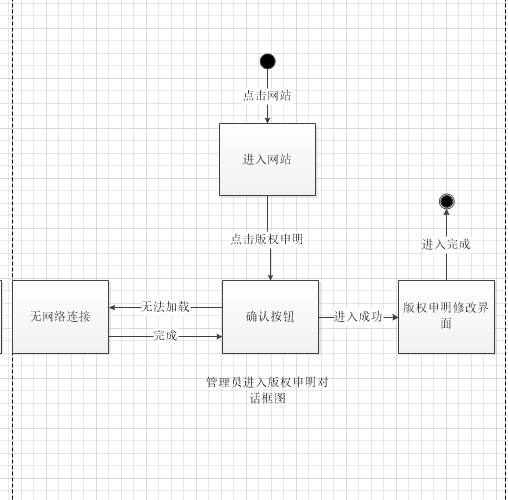 点击网站
进入网站
点击版权申明
进入完成
无网络连接
无法加载
完成
确认按钮
进入成功
版权申明修改界
面
管理员进入版权申明对
话框图